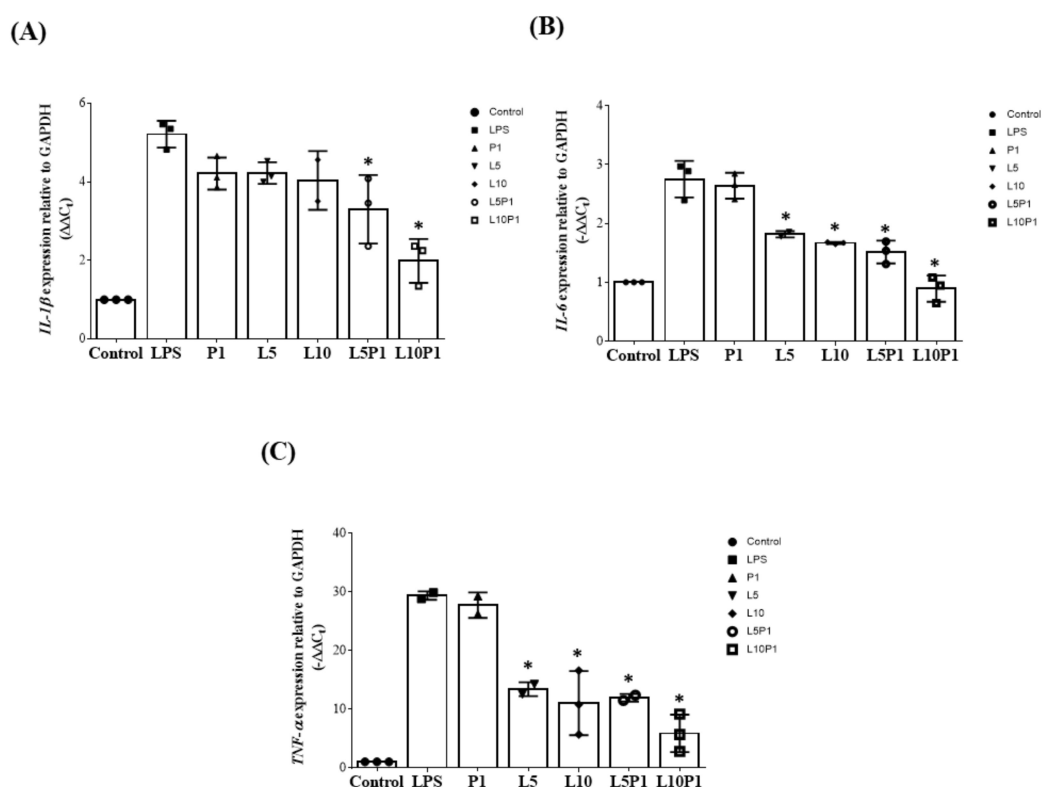 (A)
IL-1β expression relative to GAPDH
(ΔΔCt)
6
4
2
0
Control LPS P1 L5 L10 L5P1 L10P1
* *
Control
LPS
P1
L5
L10
L5P1
L10P1
(B)
IL-6 expression relative to GAPDH
(-ΔΔCt)
4
3
2
1
0
Control LPS P1 L5 L10 L5P1 L10P1
* * * *
Control
LPS
P1
L5
L10
L5P1
L10P1
(C)
TNF-α expression relative to GAPDH
(-ΔΔCt)
40
30
20
10
0
Control LPS P1 L5 L10 L5P1 L10P1
* * * *
Control
LPS
P1
L5
L10
L5P1
L10P1